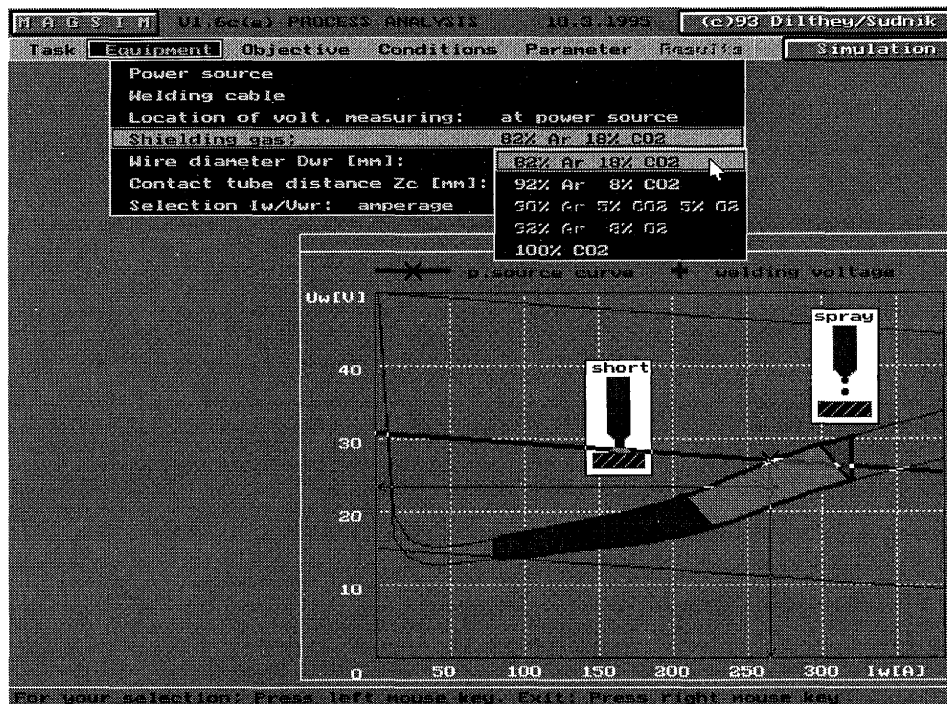 M A G S I M V1.6c(e) PROCESS ANALYSIS 10.3.1995 (c)93 Dilthey/Sudnik
Task Equipment Objective Conditions Parameter Results Simulation
Power source
Welding cable
Location of volt. measuring: at power source
Shielding gas: 82% Ar 18% CO2
Wire diameter Dwr [mm]: 82% Ar 18% CO2
Contact tube distance Zc [mm]: 92% Ar 8% CO2
Selection Iw/Vwr: amperage 90% Ar 5% CO2 5% O2
92% Ar 8% O2
100% CO2
p.source curve welding voltage
Uw[V]
spray
40
short
30
20
10
0 50 100 150 200 250 300 Iw[A]
For your selection: Press left mouse key. Exit: Press right mouse key